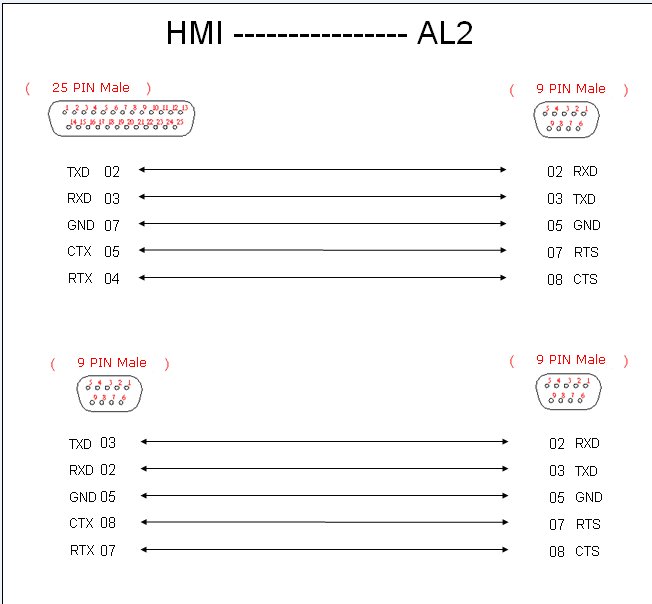 HMI ---------------- AL2
( 25 PIN Male ) ( 9 PIN Male )
1 2 3 4 5 6 7 8 9 10 11 12 13 5 4 3 2 1
14 15 16 17 18 19 20 21 22 23 24 25 9 8 7 6
TXD 02 02 RXD
RXD 03 03 TXD
GND 07 05 GND
CTX 05 07 RTS
RTX 04 08 CTS
( 9 PIN Male ) ( 9 PIN Male )
5 4 3 2 1 5 4 3 2 1
9 8 7 6 9 8 7 6
TXD 03 02 RXD
RXD 02 03 TXD
GND 05 05 GND
CTX 08 07 RTS
RTX 07 08 CTS